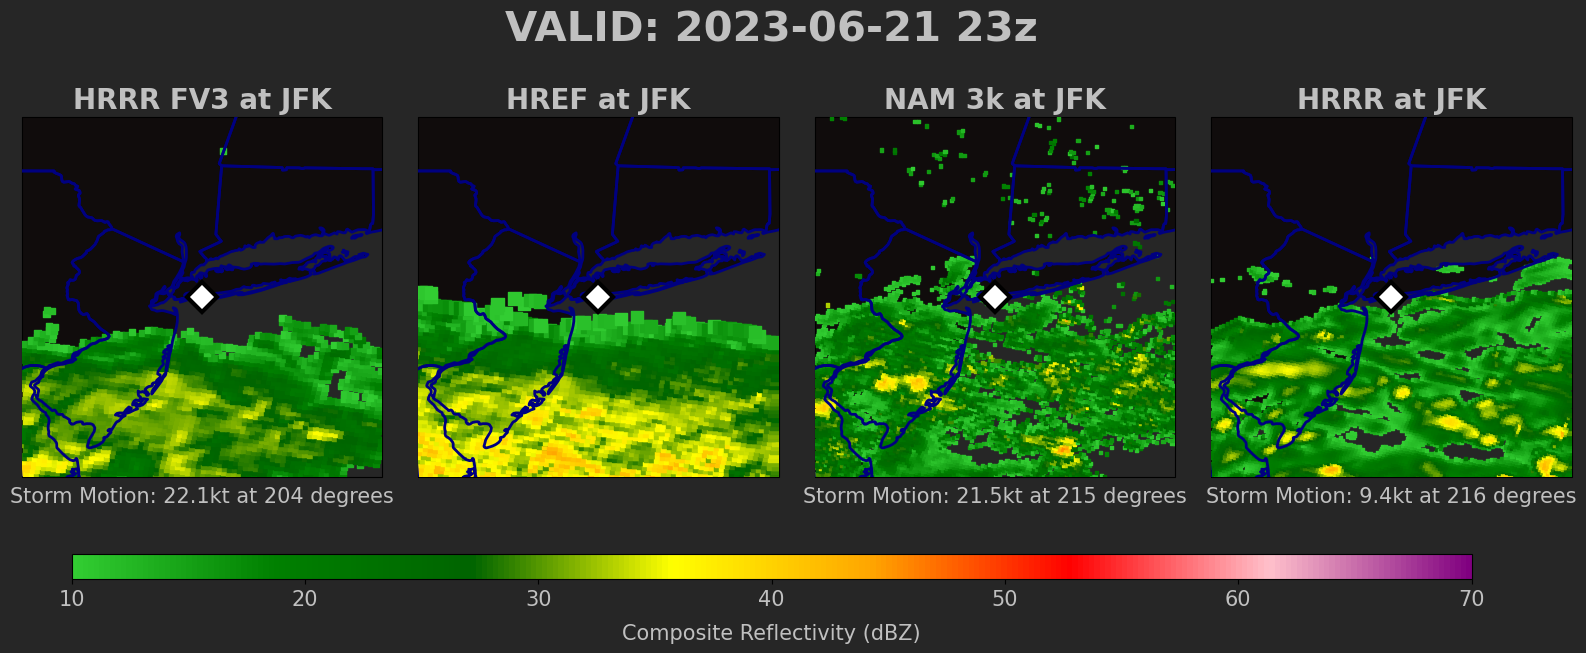 VALID: 2023-06-21 23z
HRRR FV3 at JFK
HREF at JFK
NAM 3k at JFK
HRRR at JFK
Storm Motion: 22.1kt at 204 degrees
Storm Motion: 21.5kt at 215 degrees
Storm Motion: 9.4kt at 216 degrees
10 20 30 40 50 60 70
Composite Reflectivity (dBZ)